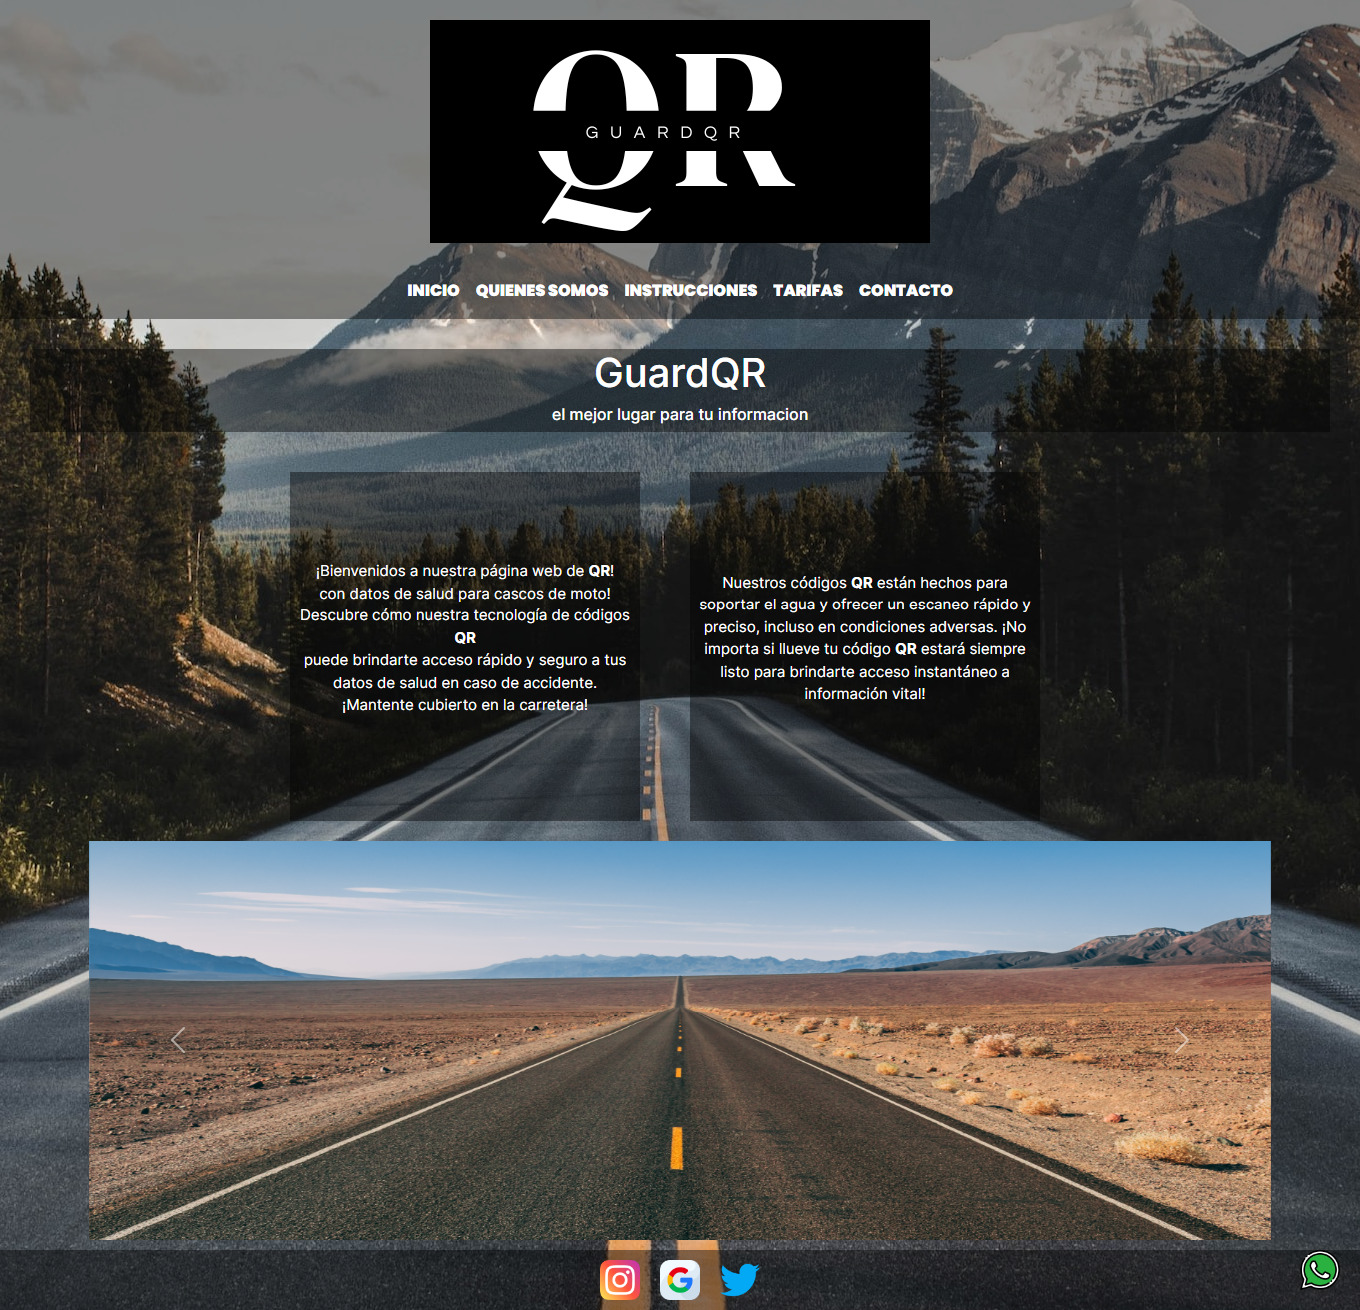 QR
GUARDQR
INICIO QUIENES SOMOS INSTRUCCIONES TARIFAS CONTACTO
GuardQR
el mejor lugar para tu informacion
¡Bienvenidos a nuestra página web de QR!
con datos de salud para cascos de moto!
Descubre cómo nuestra tecnología de códigos
QR
puede brindarte acceso rápido y seguro a tus
datos de salud en caso de accidente.
¡Mantente cubierto en la carretera!
Nuestros códigos QR están hechos para
soportar el agua y ofrecer un escaneo rápido y
preciso, incluso en condiciones adversas. ¡No
importa si llueve tu código QR estará siempre
listo para brindarte acceso instantáneo a
información vital!
G